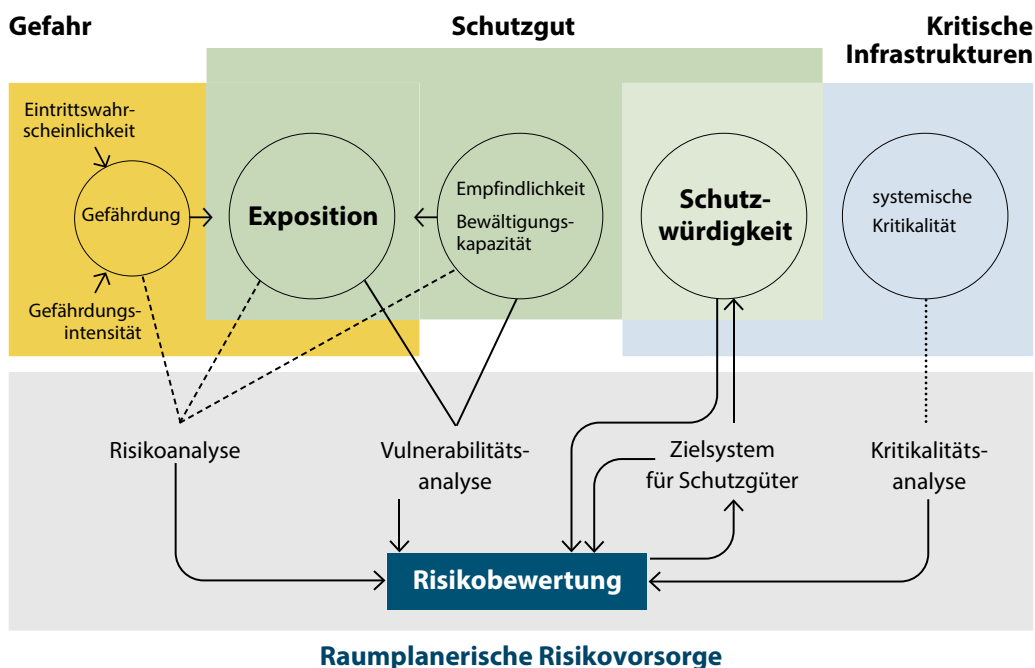 Gefahr
Schutzgut
Kritische
Infrastrukturen
Eintrittswahr-
scheinlichkeit
Gefährdung
Gefährdungs-
intensität
Exposition
Empfindlichkeit
Bewältigungs-
kapazität
Schutz-
würdigkeit
systemische
Kritikalität
Risikoanalyse
Vulnerabilitäts-
analyse
Zielsystem
für Schutzgüter
Kritikalitäts-
analyse
Risikobewertung
Raumplanerische Risikovorsorge